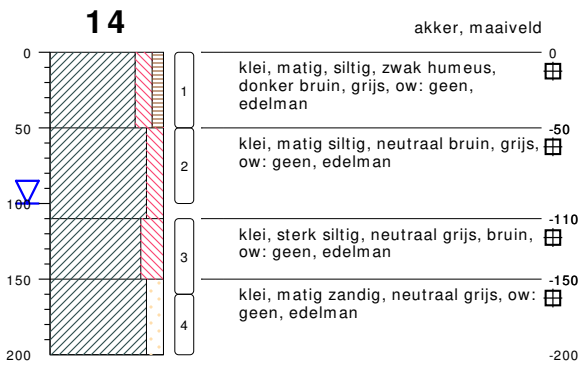 14
akker, maaiveld
0
0
klei, matig, siltig, zwak humeus,
donker bruin, grijs, ow: geen,
edelman
1
50
-50
klei, matig siltig, neutraal bruin, grijs,
ow: geen, edelman
2
100
-110
klei, sterk siltig, neutraal grijs, bruin,
ow: geen, edelman
3
150
-150
klei, matig zandig, neutraal grijs, ow:
geen, edelman
4
200
-200